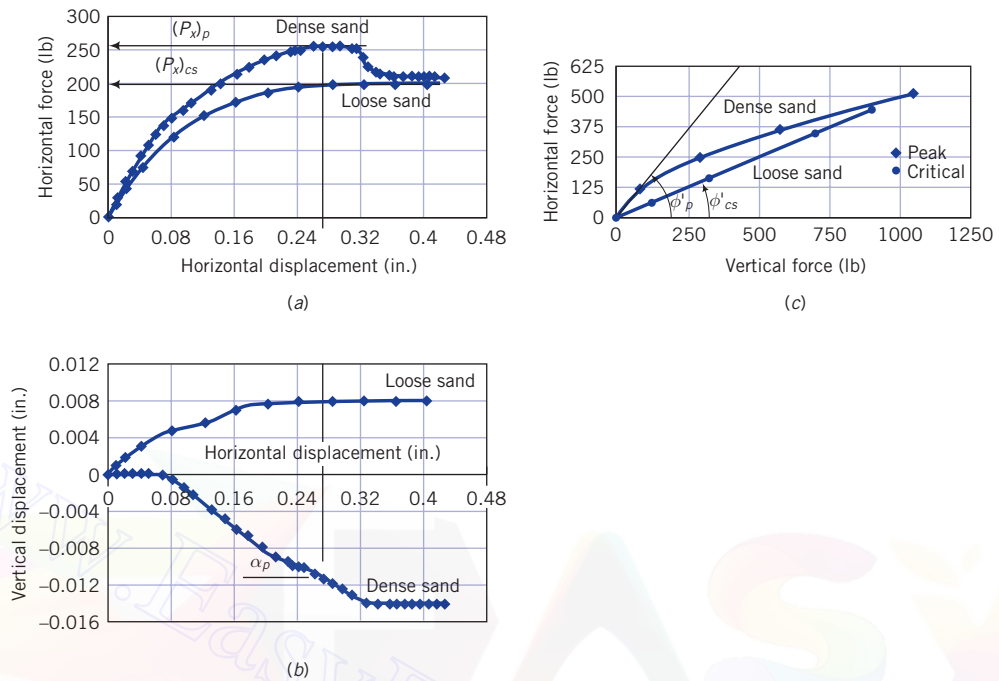 300
250
200
150
100
50
0
Horizontal force (lb)
(Pₓ)ₚ
Dense sand
(Pₓ)cs
Loose sand
0 0.08 0.16 0.24 0.32 0.4 0.48
Horizontal displacement (in.)
(a)
625
500
375
250
125
0
Horizontal force (lb)
Dense sand
Loose sand
Peak
Critical
ϕ'p
ϕ'cs
0 250 500 750 1000 1250
Vertical force (lb)
(c)
0.012
0.008
0.004
0
–0.004
–0.008
–0.012
–0.016
Vertical displacement (in.)
Loose sand
Horizontal displacement (in.)
0 0.08 0.16 0.24 0.32 0.4 0.48
αp
Dense sand
(b)